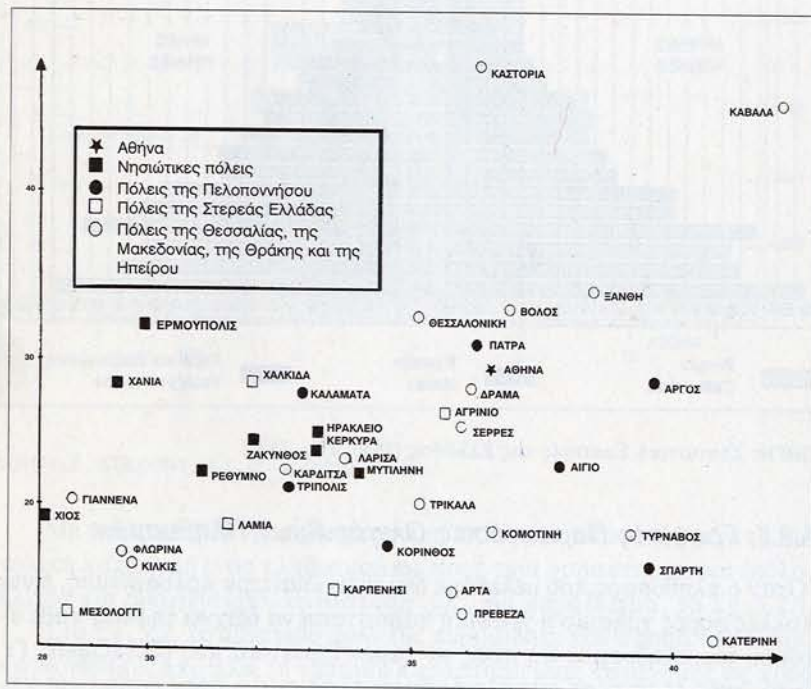 ΚΑΣΤΟΡΙΑ
ΚΑΒΑΛΑ
★ Αθήνα
■ Νησιώτικες πόλεις
● Πόλεις της Πελοποννήσου
□ Πόλεις της Στερεάς Ελλάδας
○ Πόλεις της Θεσσαλίας, της
Μακεδονίας, της Θράκης και της
Ηπείρου
40
ΞΑΝΘΗ
ΒΟΛΟΣ
ΘΕΣΣΑΛΟΝΙΚΗ
ΕΡΜΟΥΠΟΛΙΣ
ΠΑΤΡΑ
30
ΑΘΗΝΑ
ΧΑΝΙΑ
ΧΑΛΚΙΔΑ
ΚΑΛΑΜΑΤΑ
ΔΡΑΜΑ
ΑΡΓΟΣ
ΑΓΡΙΝΙΟ
ΗΡΑΚΛΕΙΟ
ΣΕΡΡΕΣ
ΚΕΡΚΥΡΑ
ΖΑΚΥΝΘΟΣ
ΛΑΡΙΣΑ
ΡΕΘΥΜΝΟ
ΚΑΡΔΙΤΣΑ
ΜΥΤΙΛΗΝΗ
ΑΙΓΙΟ
ΤΡΙΠΟΛΙΣ
ΓΙΑΝΝΕΝΑ
20
ΤΡΙΚΑΛΑ
ΧΙΟΣ
ΛΑΜΙΑ
ΚΟΜΟΤΙΝΗ
ΤΥΡΝΑΒΟΣ
ΦΛΩΡΙΝΑ
ΚΟΡΙΝΘΟΣ
ΚΙΛΚΙΣ
ΣΠΑΡΤΗ
ΚΑΡΠΕΝΗΣΙ
ΑΡΤΑ
ΜΕΣΟΛΟΓΓΙ
ΠΡΕΒΕΖΑ
ΚΑΤΕΡΙΝΗ
28
30
35
40